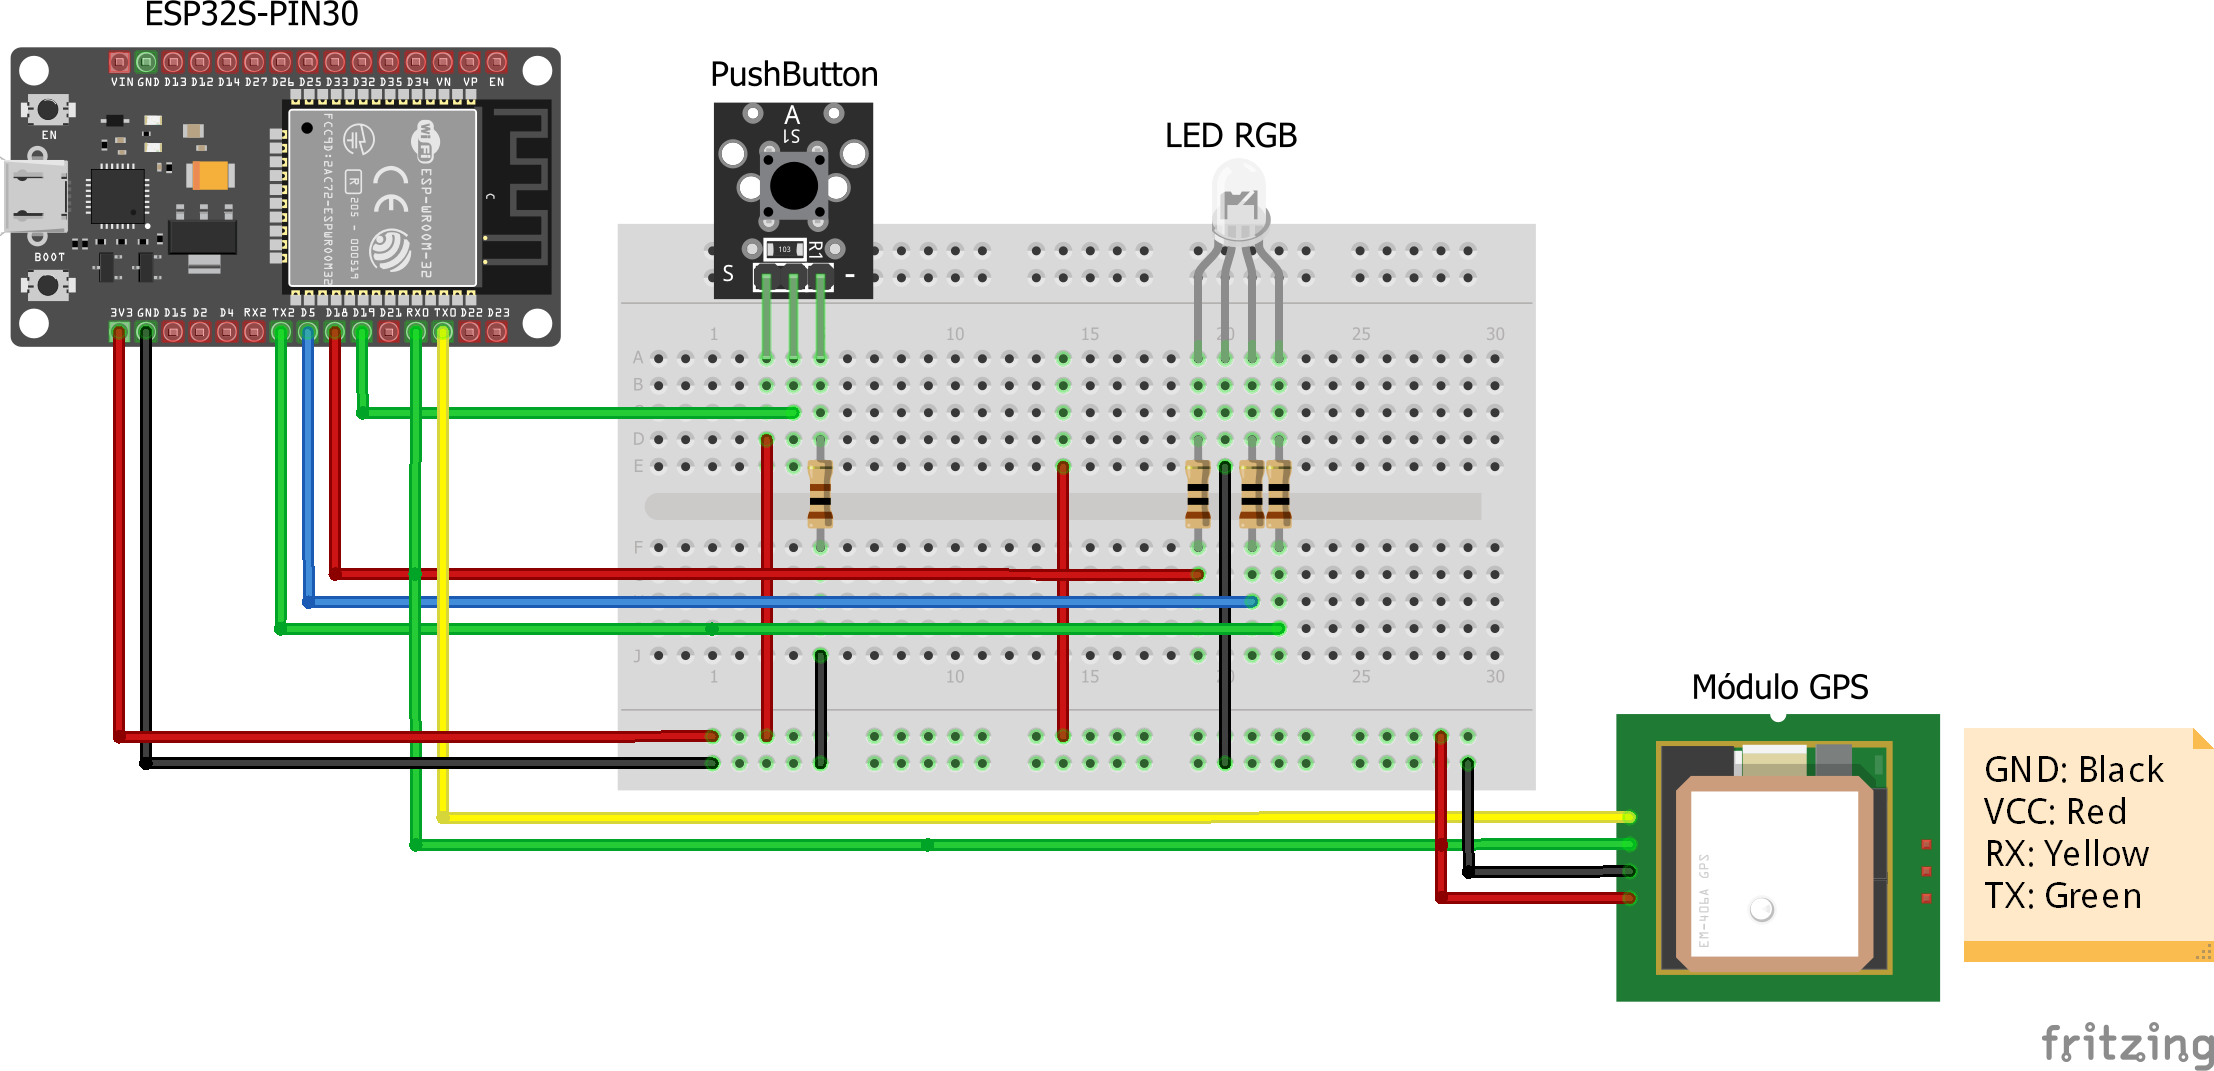 ESP32S-PIN30
VIN GND D13 D12 D14 D27 D26 D25 D33 D32 D35 D34 VN VP EN
EN
BOOT
FCC9D:2AC7Z-ESPWROOM32
R
205 - 000519
CE
WiFi
ESP-WROOM-32
C
3V3 GND D15 D2 D4 RX2 TX2 D5 D18 D19 D21 RX0 TX0 D22 D23
PushButton
A
S1
103
R1
S
-
LED RGB
1 10 15 20 25 30
A
B
D
E
F
J
1 10 15 20 25 30
Módulo GPS
EM-406A GPS
GND: Black
VCC: Red
RX: Yellow
TX: Green
fritzing